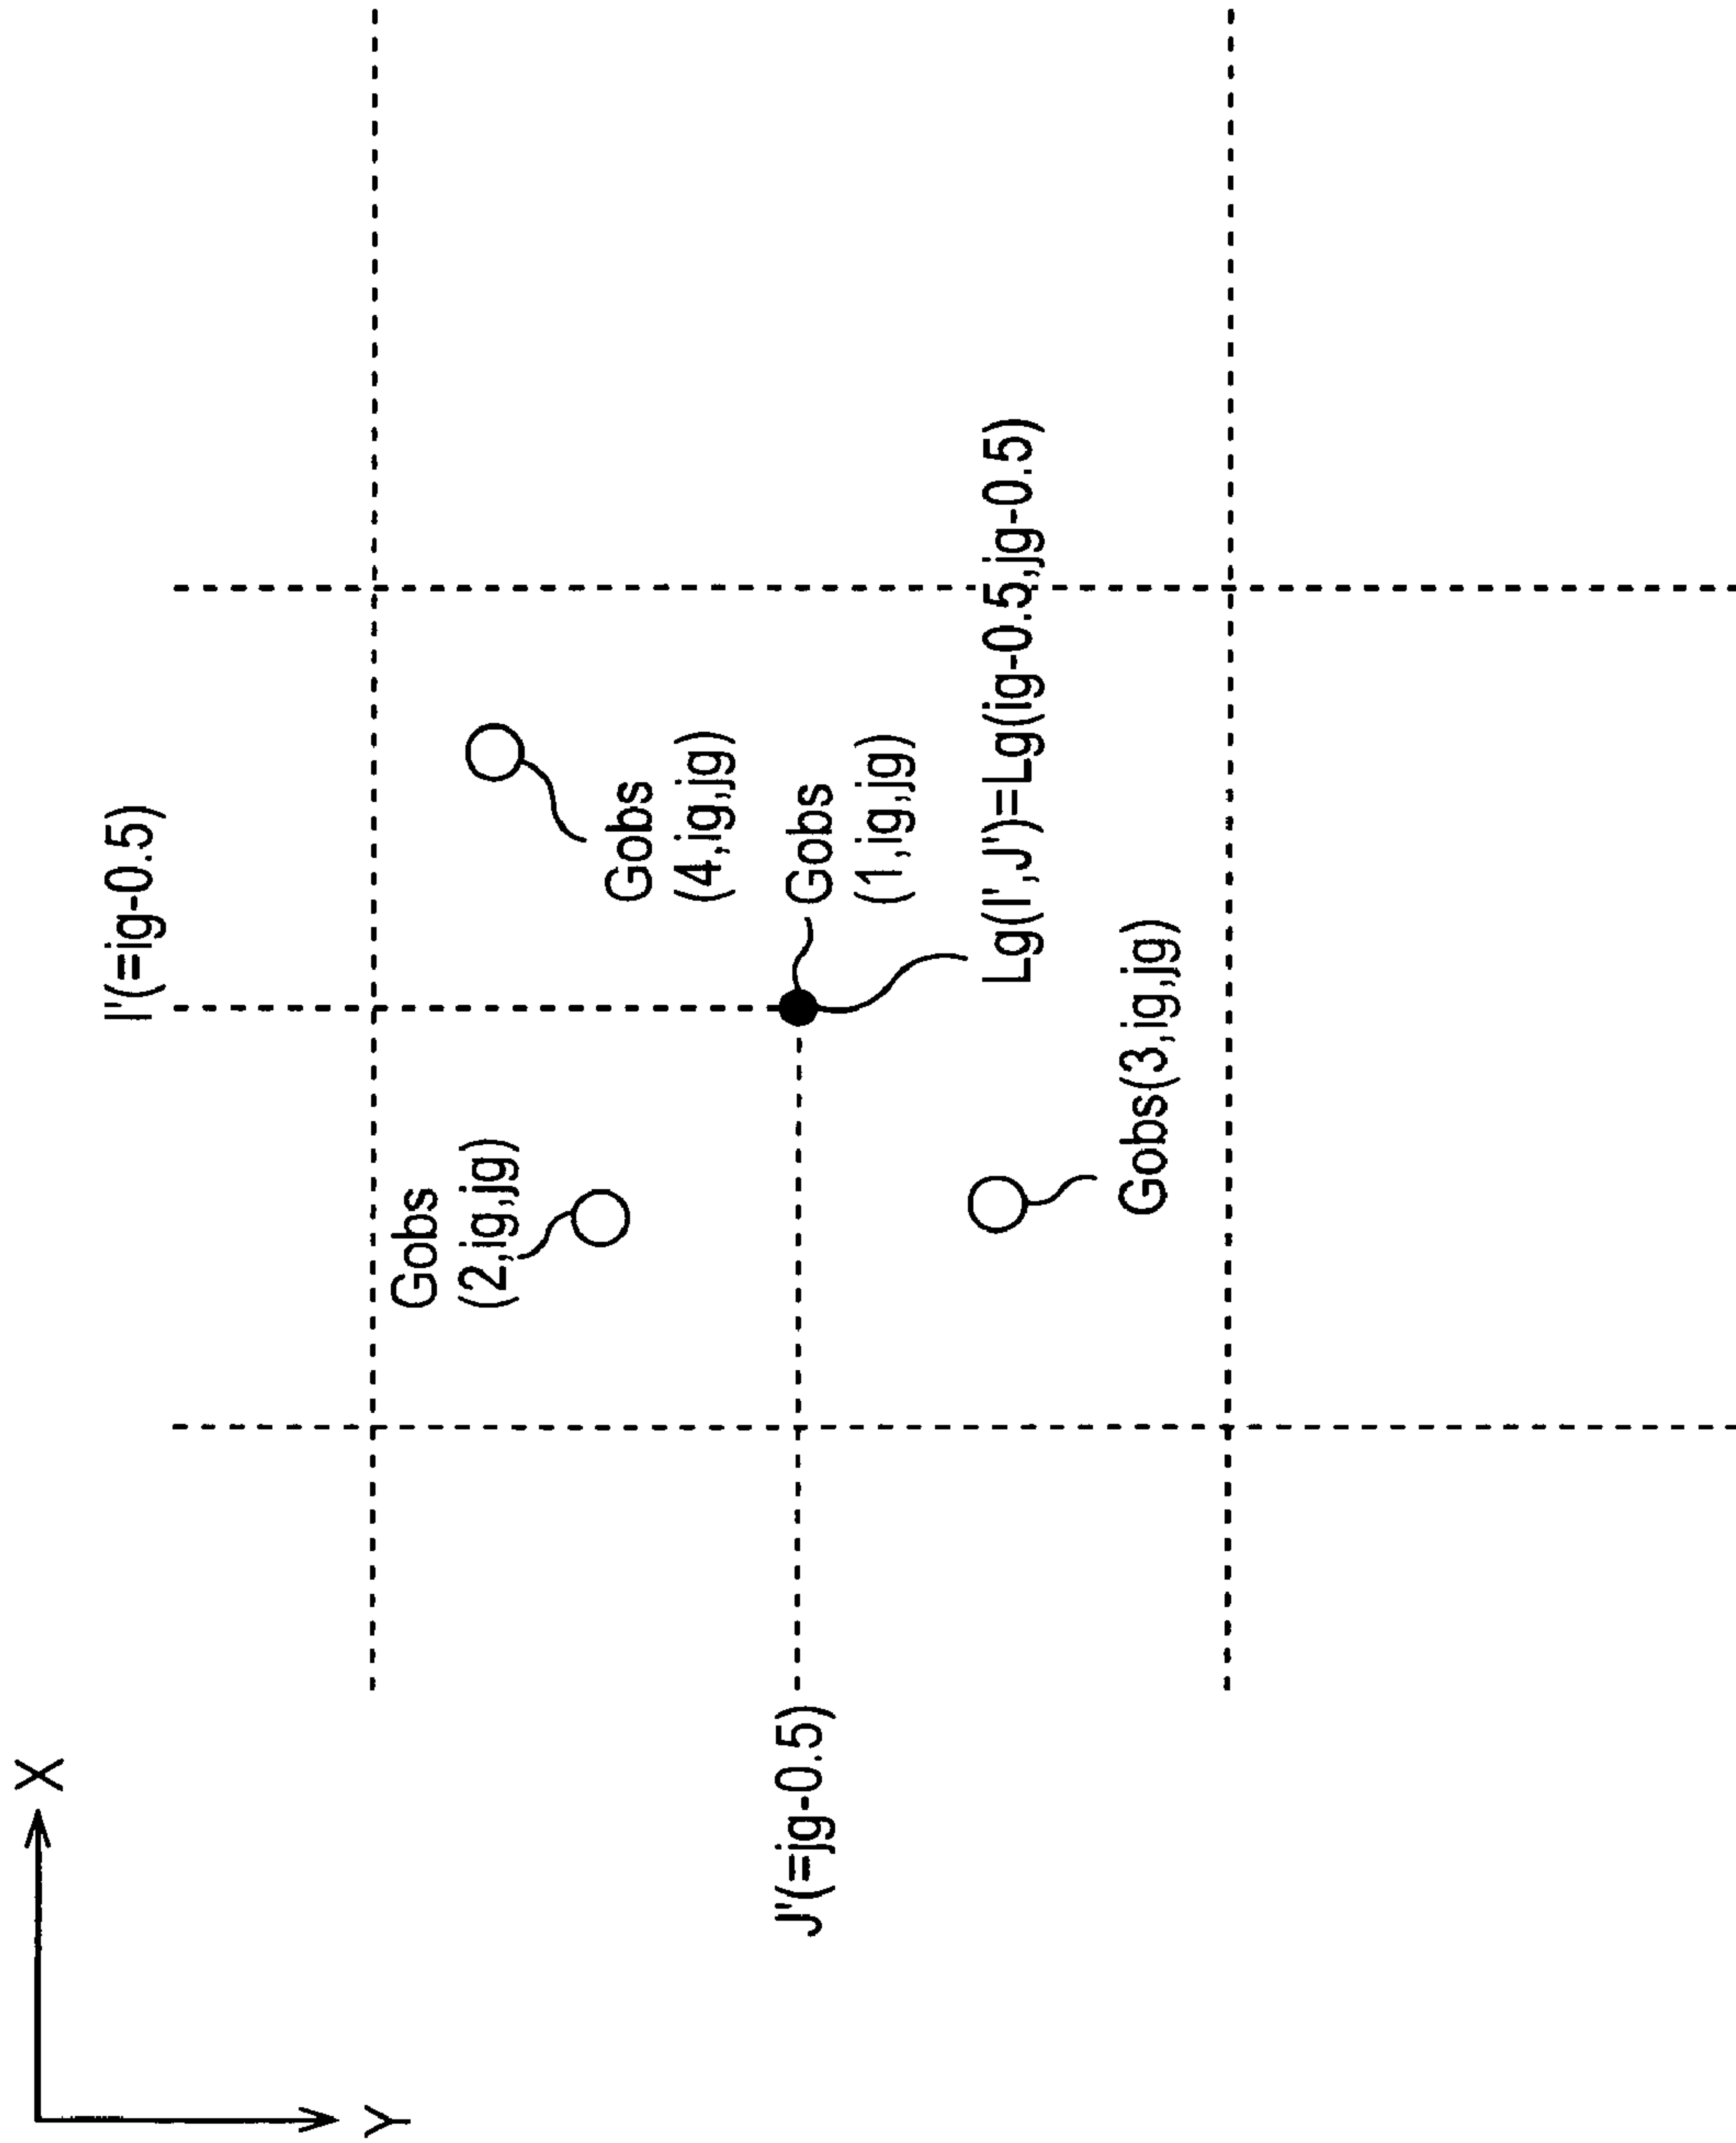 X
I'(=ig-0.5)
Y
Gobs
(2,ig,jg)
Gobs
(4,ig,jg)
J'(=jg-0.5)
Gobs
(1,ig,jg)
Lg(I',J')=Lg(ig-0.5,jg-0.5)
Gobs(3,ig,jg)